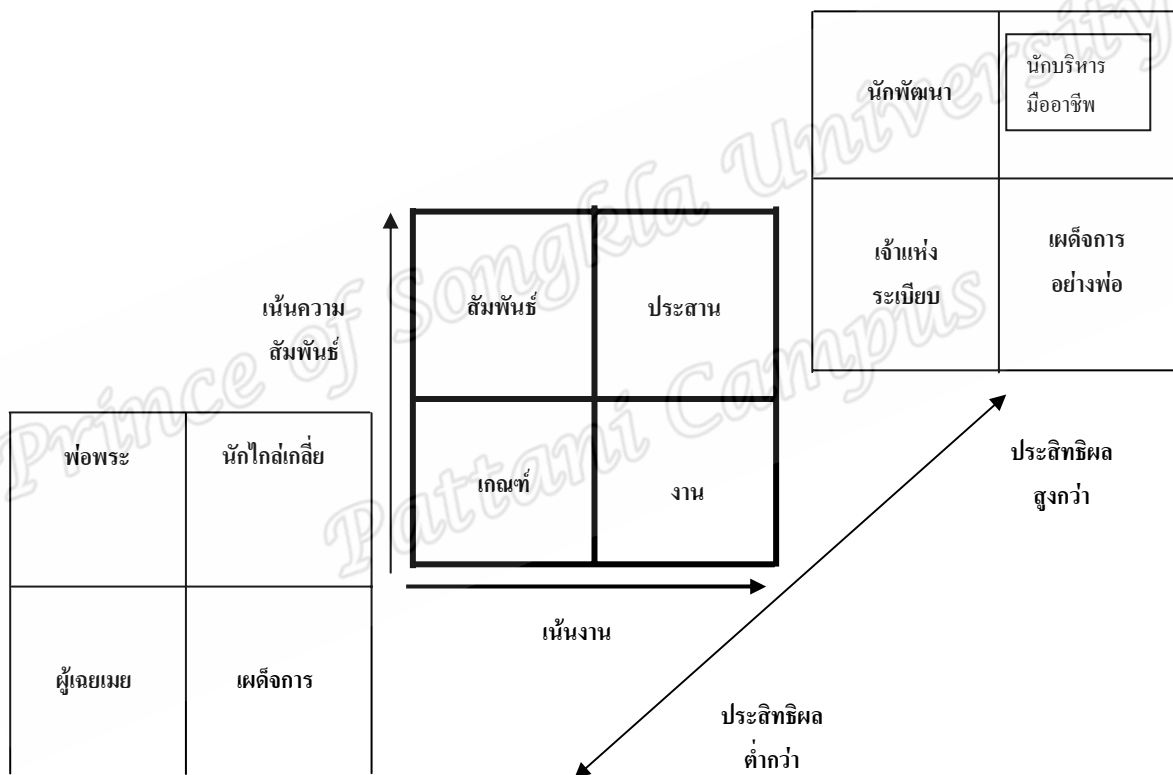 นักพัฒนา
นักบริหาร
มืออาชีพ
เจ้าแห่ง
ระเบียบ
เผด็จการ
อย่างพ่อ
เน้นความ
สัมพันธ์
สัมพันธ์
ประสาน
เกณฑ์
งาน
เน้นงาน
พ่อพระ
นักไกล่เกลี่ย
ผู้เฉยเมย
เผด็จการ
ประสิทธิผล
สูงกว่า
ประสิทธิผล
ต่ำกว่า
Prince of Songkla University
Pattani Campus